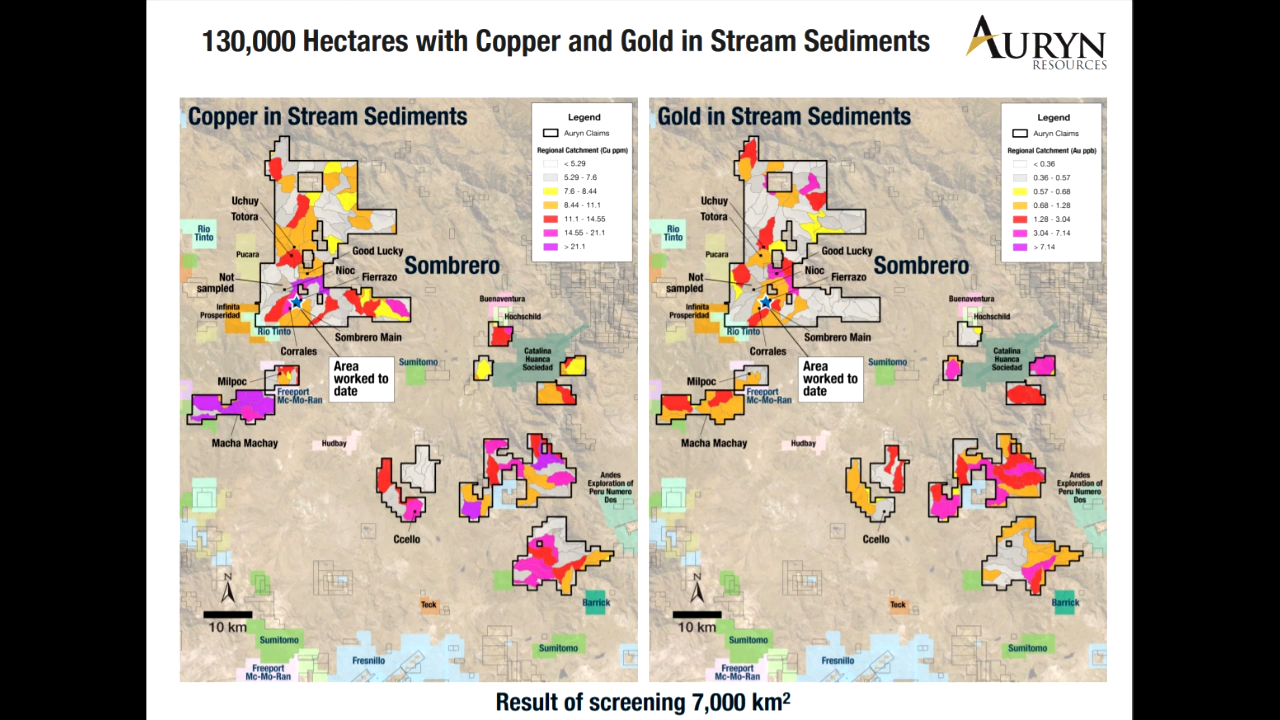 130,000 Hectares with Copper and Gold in Stream Sediments
AURYN
RESOURCES
Copper in Stream Sediments
Legend
Auryn Claims
Regional Catchment (Cu ppm)
< 5.29
5.29 - 7.6
7.6 - 8.44
8.44 - 11.1
11.1 - 14.55
14.55 - 21.1
> 21.1
Uchuy
Totora
Rio
Tinto
Pucara
Good Lucky
Sombrero
Nioc
Fierrazo
Not
sampled
Infinita
Prosperidad
Rio Tinto
Sombrero Main
Corrales
Buenaventura
Hochschild
Catalina
Huanca
Sociedad
Area
worked to
date
Sumitomo
Milpoc
Freeport
Mc-Mo-Ran
Macha Machay
Hudbay
Andes
Exploration of
Peru Numero
Dos
Ccello
N
10 km
Teck
Barrick
Sumitomo
Sumitomo
Fresnillo
Freeport
Mc-Mo-Ran
Gold in Stream Sediments
Legend
Auryn Claims
Regional Catchment (Au ppb)
< 0.36
0.36 - 0.57
0.57 - 0.68
0.68 - 1.28
1.28 - 3.04
3.04 - 7.14
> 7.14
Uchuy
Totora
Rio
Tinto
Pucara
Good Lucky
Sombrero
Nioc
Fierrazo
Not
sampled
Infinita
Prosperidad
Rio Tinto
Sombrero Main
Corrales
Buenaventura
Hochschild
Catalina
Huanca
Sociedad
Area
worked to
date
Sumitomo
Milpoc
Freeport
Mc-Mo-Ran
Macha Machay
Hudbay
Andes
Exploration of
Peru Numero
Dos
Ccello
N
10 km
Teck
Barrick
Sumitomo
Sumitomo
Fresnillo
Freeport
Mc-Mo-Ran
Result of screening 7,000 km²